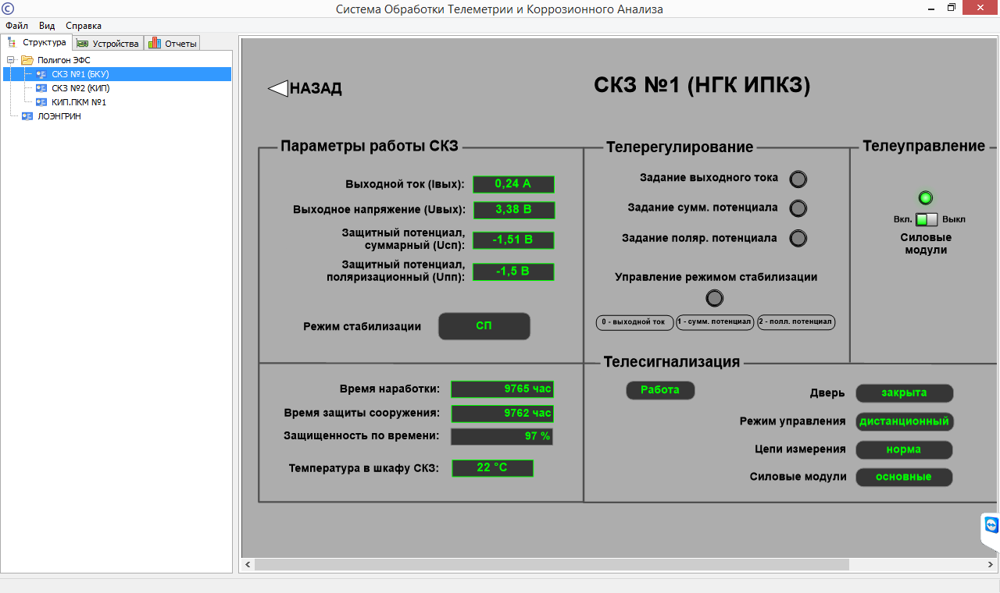 Система Обработки Телеметрии и Коррозионного Анализа
Файл Вид Справка
Структура Устройства Отчеты
Полигон ЭФС
СКЗ №1 (БКУ)
СКЗ №2 (КИП)
КИП.ПКМ №1
ЛОЭНГРИН
НАЗАД
СКЗ №1 (НГК ИПКЗ)
Параметры работы СКЗ
Выходной ток (Iвых): 0,24 А
Выходное напряжение (Uвых): 3,38 В
Защитный потенциал,
суммарный (Uсп): -1,51 В
Защитный потенциал,
поляризационный (Uпп): -1,5 В
Режим стабилизации СП
Телерегулирование
Задание выходного тока
Задание сумм. потенциала
Задание поляр. потенциала
Управление режимом стабилизации
0 - выходной ток 1 - сумм. потенциал 2 - полл. потенциал
Телеуправление
Вкл. Выкл
Силовые
модули
Время наработки: 9765 час
Время защиты сооружения: 9762 час
Защищенность по времени: 97 %
Температура в шкафу СКЗ: 22 °C
Телесигнализация
Работа
Дверь закрыта
Режим управления дистанционный
Цепи измерения норма
Силовые модули основные